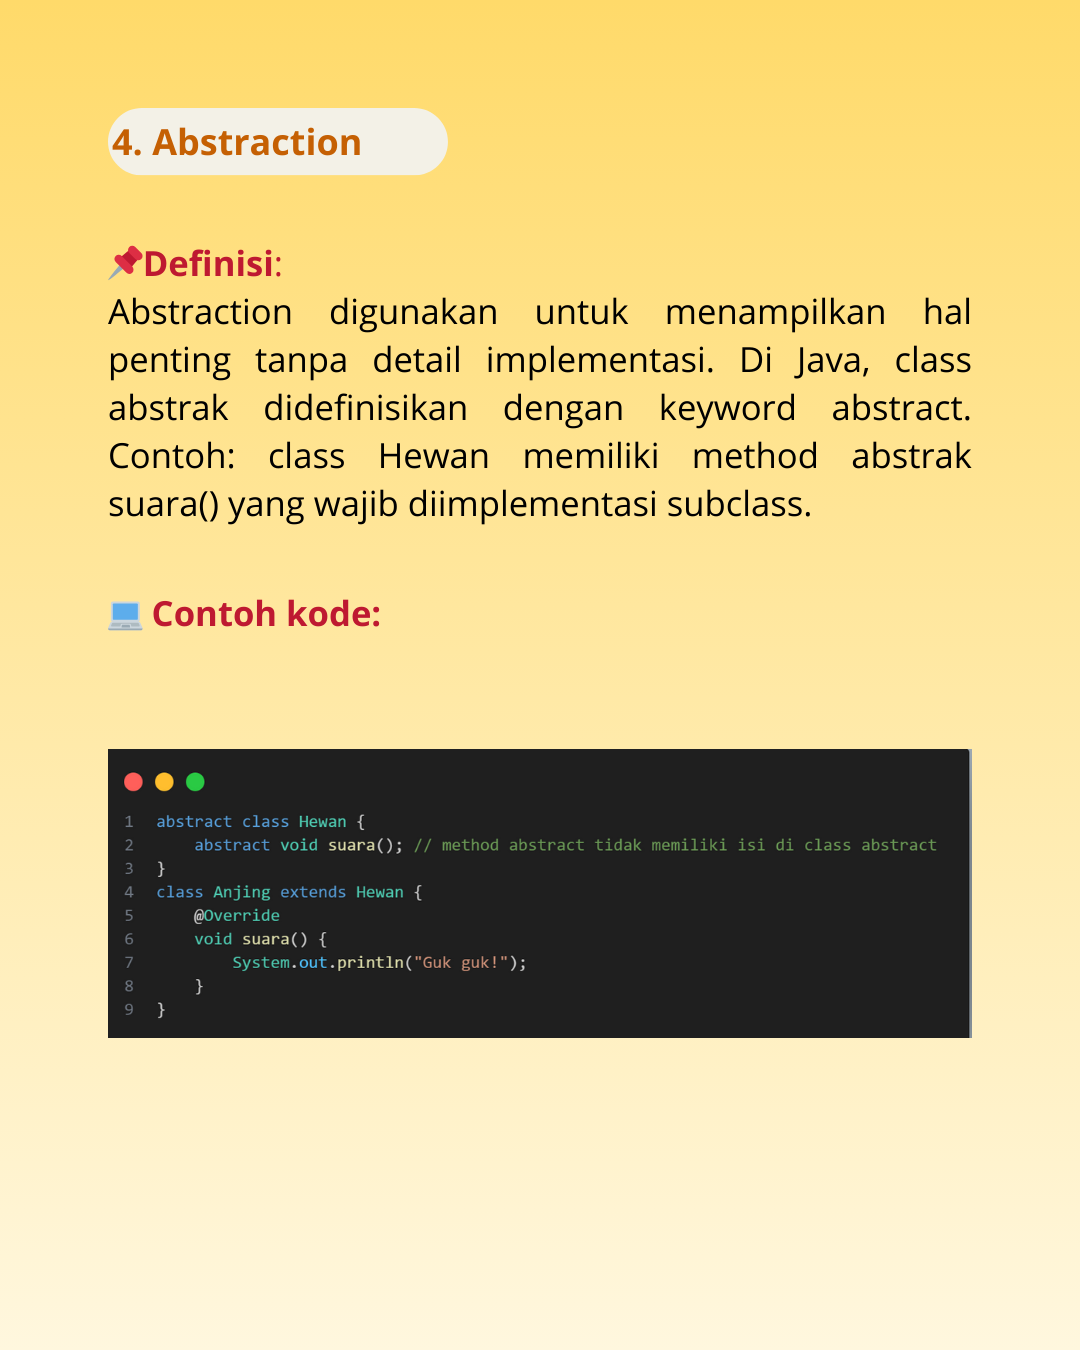 4. Abstraction
📌Definisi:
Abstraction digunakan untuk menampilkan hal
penting tanpa detail implementasi. Di Java, class
abstrak didefinisikan dengan keyword abstract.
Contoh: class Hewan memiliki method abstrak
suara() yang wajib diimplementasi subclass.
💻 Contoh kode:
1 abstract class Hewan {
2     abstract void suara(); // method abstract tidak memiliki isi di class abstract
3 }
4 class Anjing extends Hewan {
5     @Override
6     void suara() {
7         System.out.println("Guk guk!");
8     }
9 }